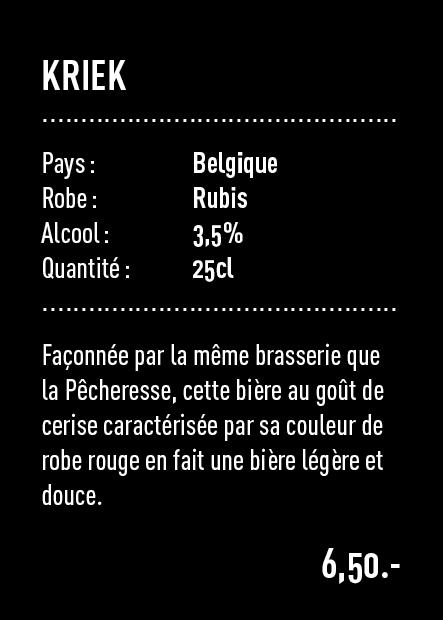 KRIEK
Pays : Belgique
Robe : Rubis
Alcool : 3,5%
Quantité : 25cl
Façonnée par la même brasserie que
la Pêcheresse, cette bière au goût de
cerise caractérisée par sa couleur de
robe rouge en fait une bière légère et
douce.
6,50.-